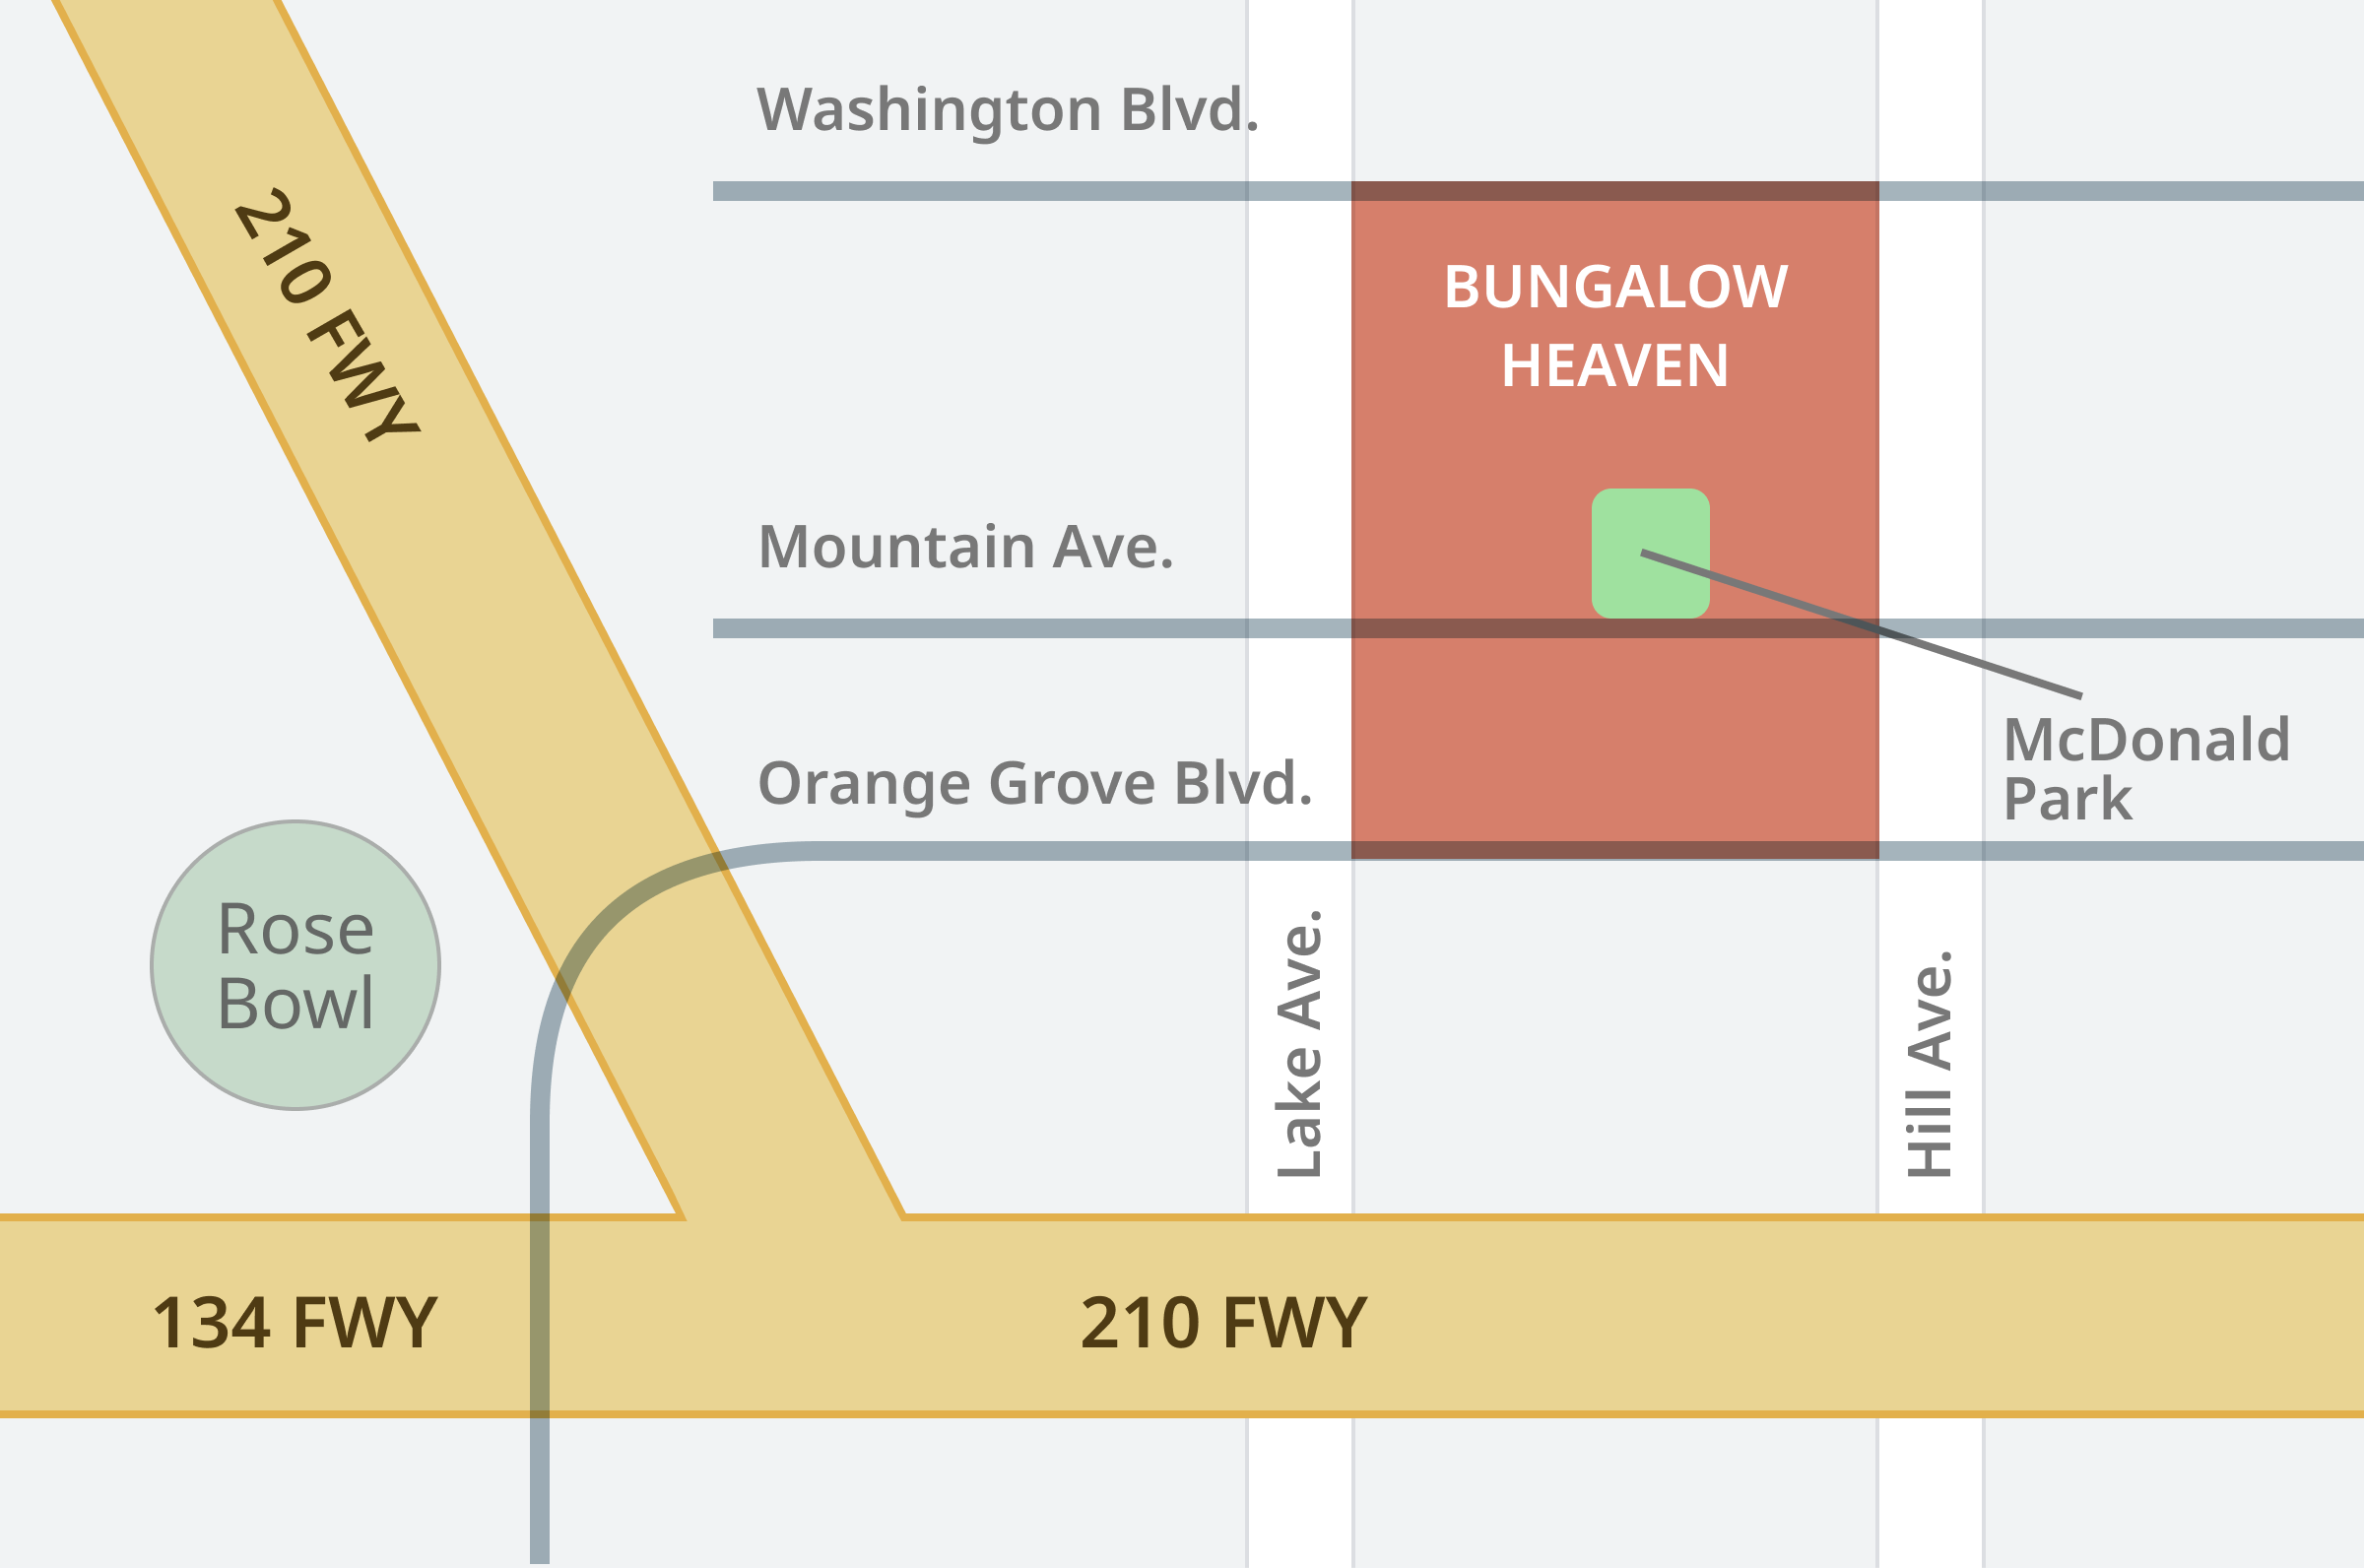 Washington Blvd.
210 FWY
BUNGALOW
HEAVEN
Mountain Ave.
McDonald
Park
Orange Grove Blvd.
Rose
Bowl
Lake Ave.
Hill Ave.
134 FWY
210 FWY